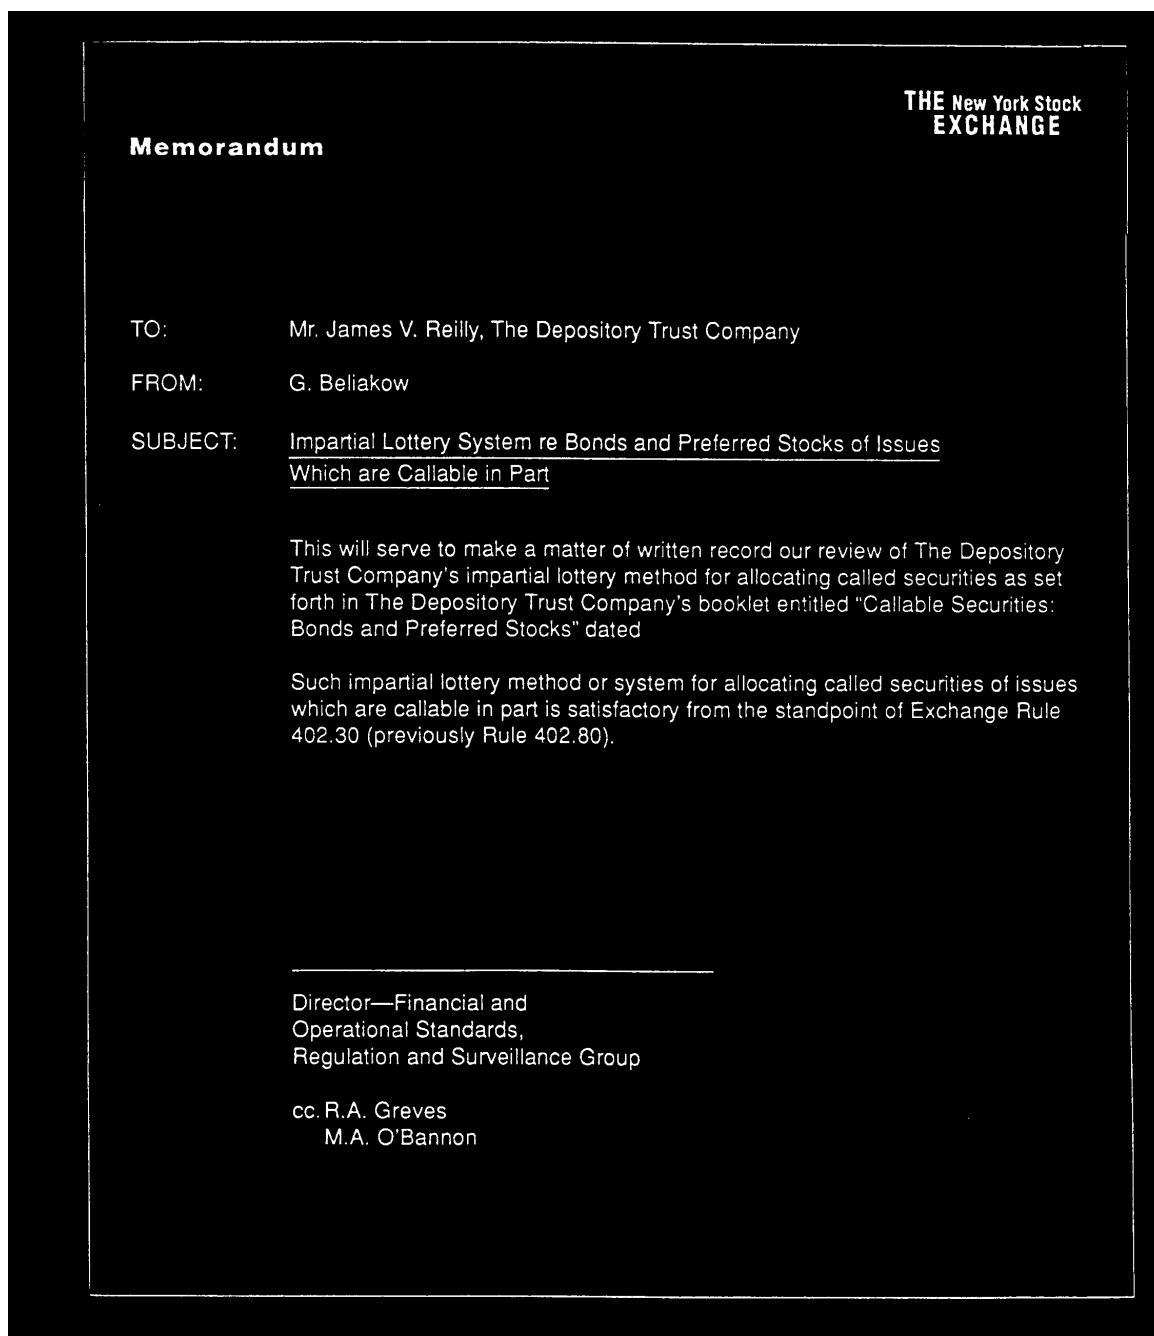 THE New York Stock
EXCHANGE
Memorandum
TO: Mr. James V. Reilly, The Depository Trust Company
FROM: G. Beliakow
SUBJECT: Impartial Lottery System re Bonds and Preferred Stocks of Issues
Which are Callable in Part
This will serve to make a matter of written record our review of The Depository
Trust Company's impartial lottery method for allocating called securities as set
forth in The Depository Trust Company's booklet entitled "Callable Securities:
Bonds and Preferred Stocks" dated
Such impartial lottery method or system for allocating called securities of issues
which are callable in part is satisfactory from the standpoint of Exchange Rule
402.30 (previously Rule 402.80).
Director—Financial and
Operational Standards,
Regulation and Surveillance Group
cc. R.A. Greves
M.A. O'Bannon